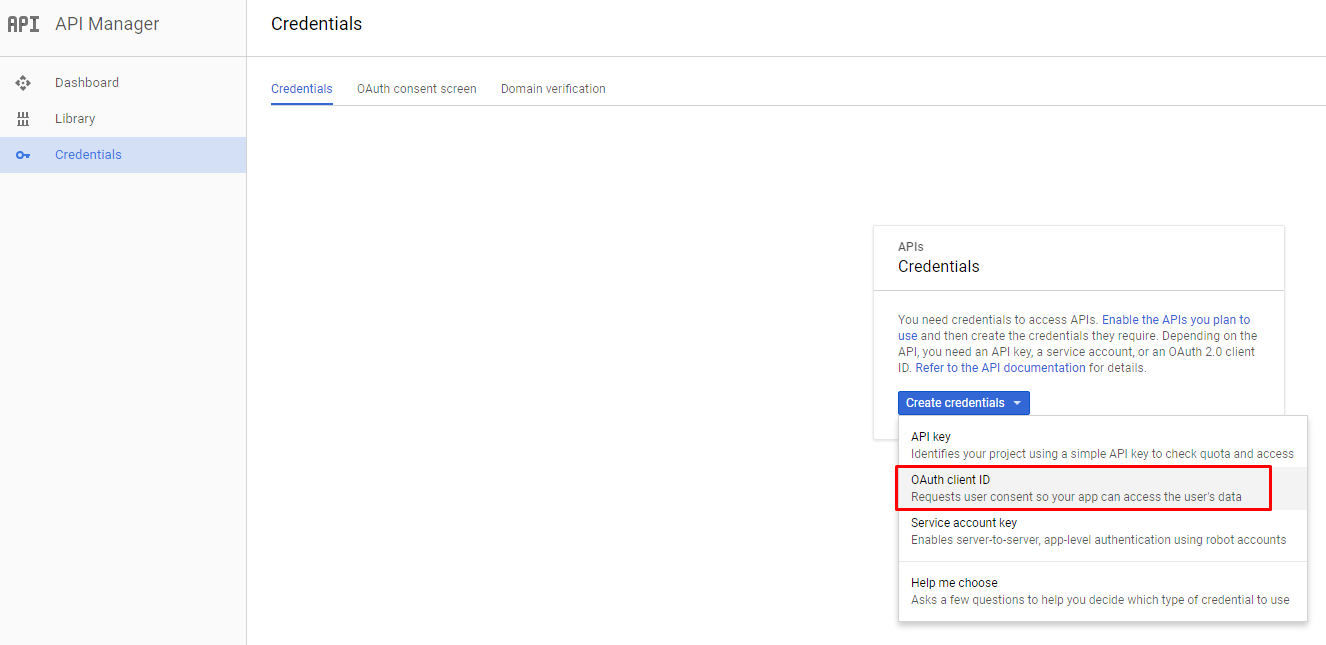 API API Manager
Credentials
Dashboard
Library
Credentials
Credentials OAuth consent screen Domain verification
APIs
Credentials
You need credentials to access APIs. Enable the APIs you plan to
use and then create the credentials they require. Depending on the
API, you need an API key, a service account, or an OAuth 2.0 client
ID. Refer to the API documentation for details.
Create credentials
API key
Identifies your project using a simple API key to check quota and access
OAuth client ID
Requests user consent so your app can access the user's data
Service account key
Enables server-to-server, app-level authentication using robot accounts
Help me choose
Asks a few questions to help you decide which type of credential to use